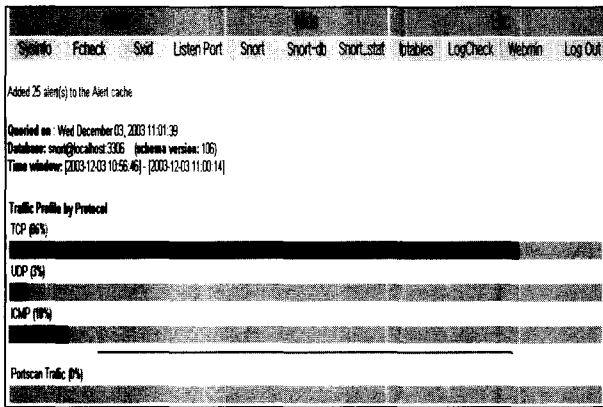 Sysinfo Fcheck Sxid Listen Port Snort Snort-db Snort_stat Iptables LogCheck Webmin Log Out
Added 25 alert(s) to the Alert cache
Queried on : Wed December 03, 2003 11:01:39
Database: snort@localhost:3306 (schema version: 106)
Time window: [2003-12-03 10:56:46] - [2003-12-03 11:00:14]
Traffic Profile by Protocol
TCP (86%)
UDP (3%)
ICMP (10%)
Portscan Traffic (0%)